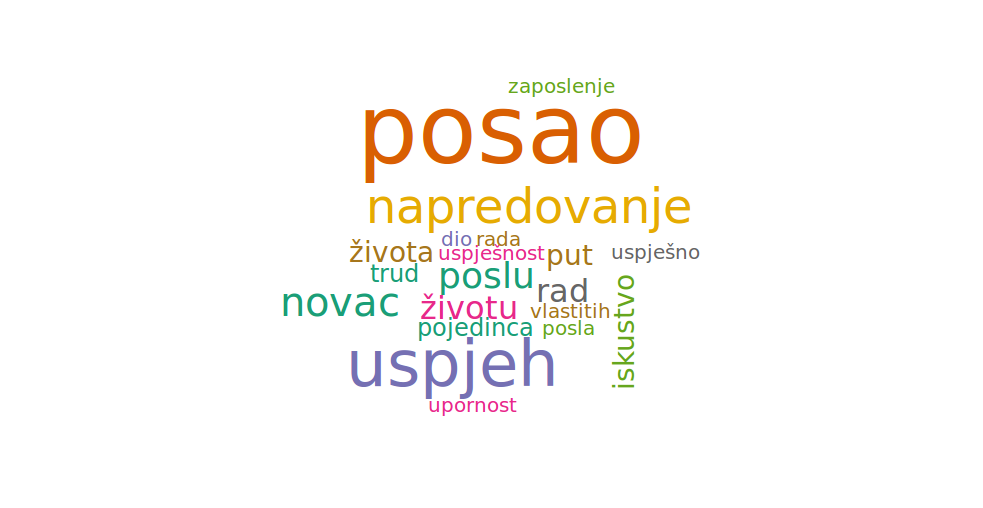 zaposlenje
posao
napredovanje
dio rada
života uspješnost put uspješno
trud poslu
novac životu rad
vlastitih iskustvo
pojedinca posla
uspjeh
upornost